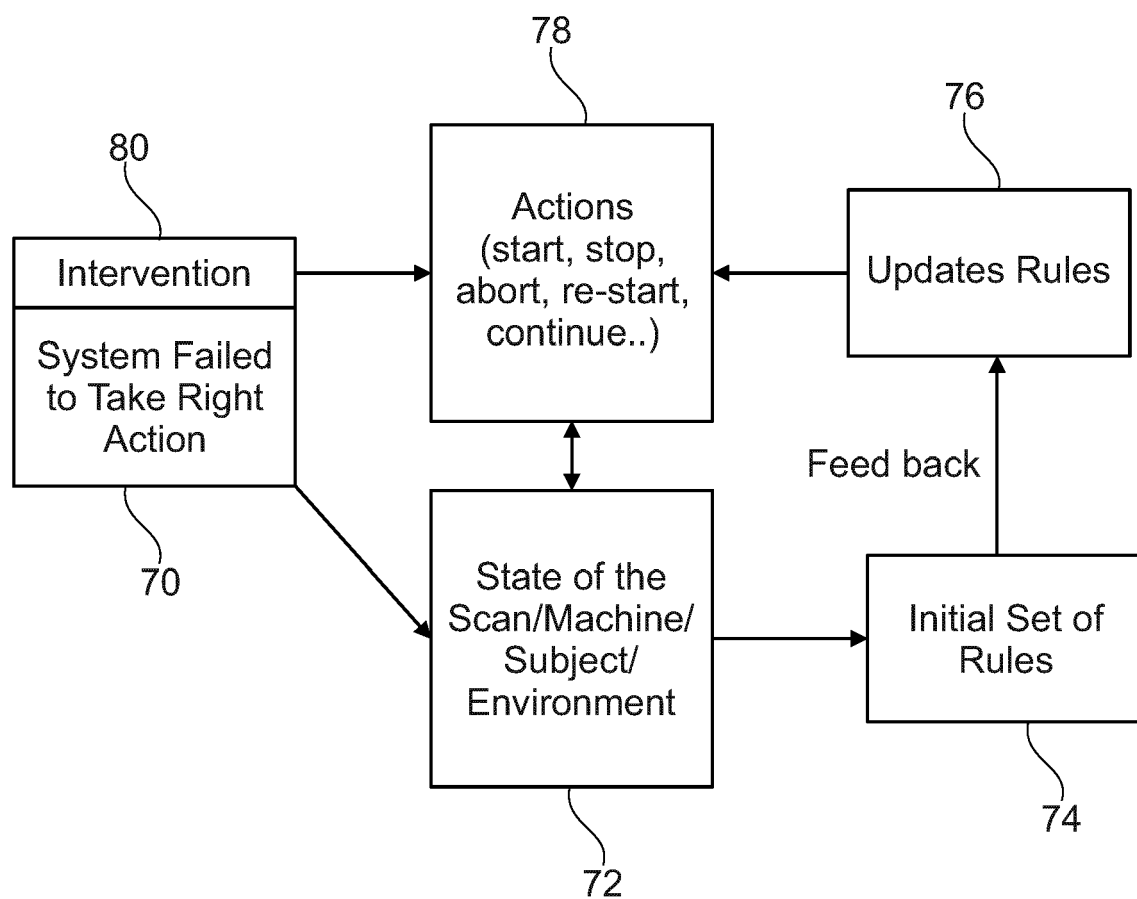 78
76
80
Actions
(start, stop,
abort, re-start,
continue..)
Intervention
Updates Rules
System Failed
to Take Right
Action
Feed back
70
State of the
Scan/Machine/
Subject/
Environment
Initial Set of
Rules
74
72